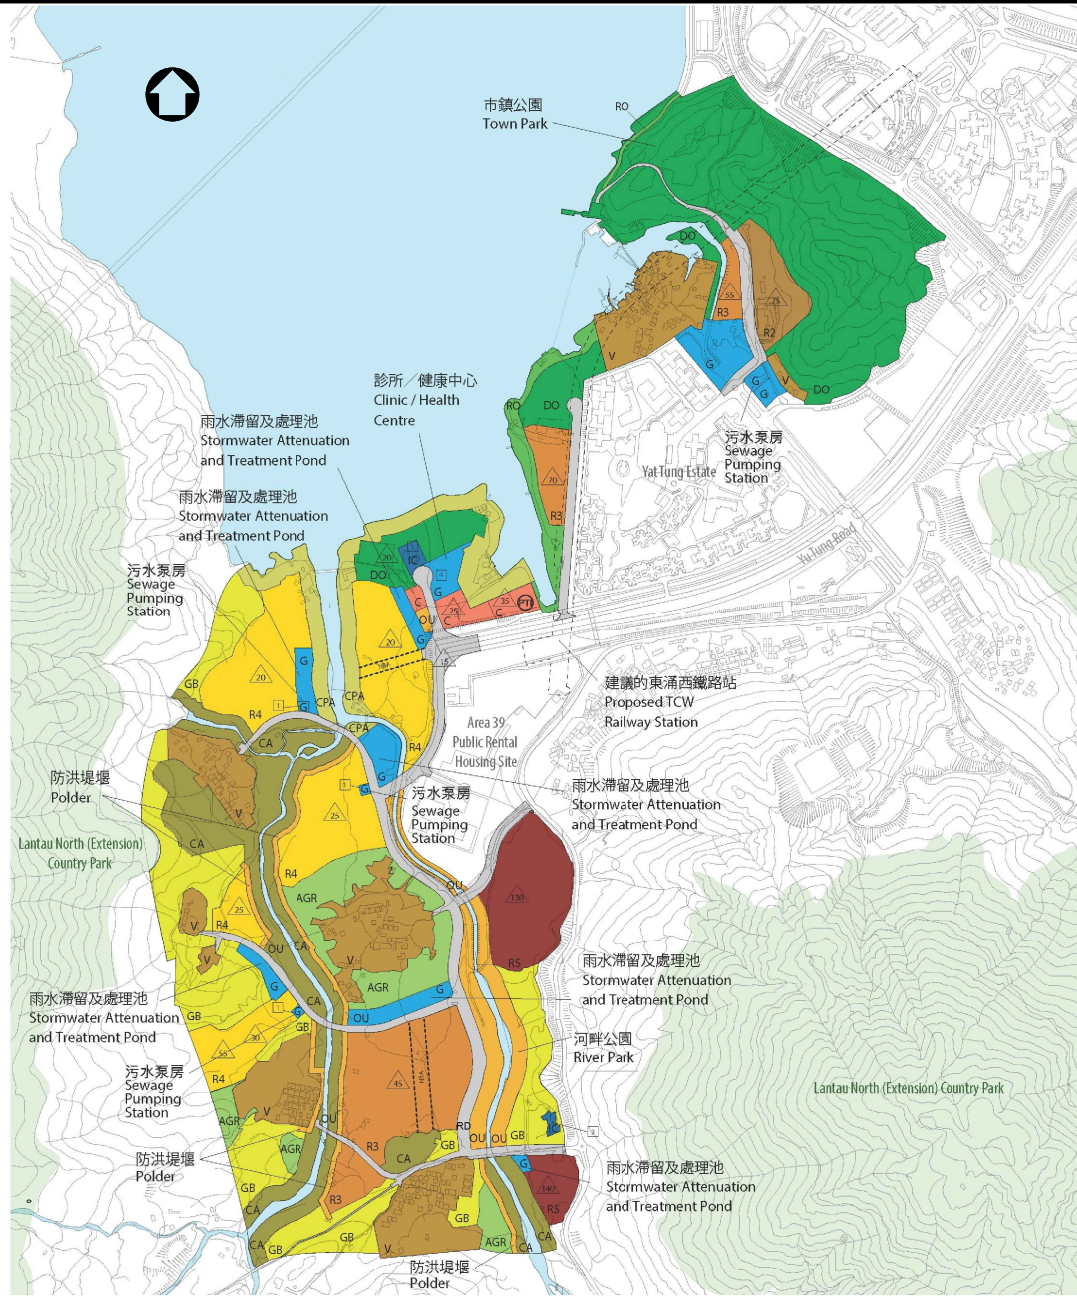 市鎮公園
Town Park
RO
DO
55
R3
75
R2
V
G
V
G
G
DO
診所／健康中心
Clinic / Health
Centre
RO
DO
雨水滯留及處理池
Stormwater Attenuation
and Treatment Pond
污水泵房
Sewage
Pumping
Station
Yat Tung Estate
70
R3
雨水滯留及處理池
Stormwater Attenuation
and Treatment Pond
Yu Tung Road
污水泵房
Sewage
Pumping
Station
20
IC
DO
G
C
25
C
35
C
PTI
OU
G
20
15
20
建議的東涌西鐵路站
Proposed TCW
Railway Station
G
GB
CPA
CPA
1
G
R4
Area 39
Public Rental
Housing Site
CPA
CA
R4
防洪堤堰
Polder
G
G
雨水滯留及處理池
Stormwater Attenuation
and Treatment Pond
污水泵房
Sewage
Pumping
Station
V
25
Lantau North (Extension)
Country Park
CA
R4
OU
AGR
130
25
V
R4
OU
CA
V
V
RS
雨水滯留及處理池
Stormwater Attenuation
and Treatment Pond
AGR
G
G
雨水滯留及處理池
Stormwater Attenuation
and Treatment Pond
CA
1
G
GB
OU
GB
30
55
河畔公園
River Park
污水泵房
Sewage
Pumping
Station
R4
45
Lantau North (Extension) Country Park
V
AGR
OU
RD
IC
OU
OU
GB
R3
GB
AGR
CA
防洪堤堰
Polder
G
雨水滯留及處理池
Stormwater Attenuation
and Treatment Pond
GB
140
R3
RS
CA
GB
GB
CA
GB
V
AGR
CA
CA
防洪堤堰
Polder